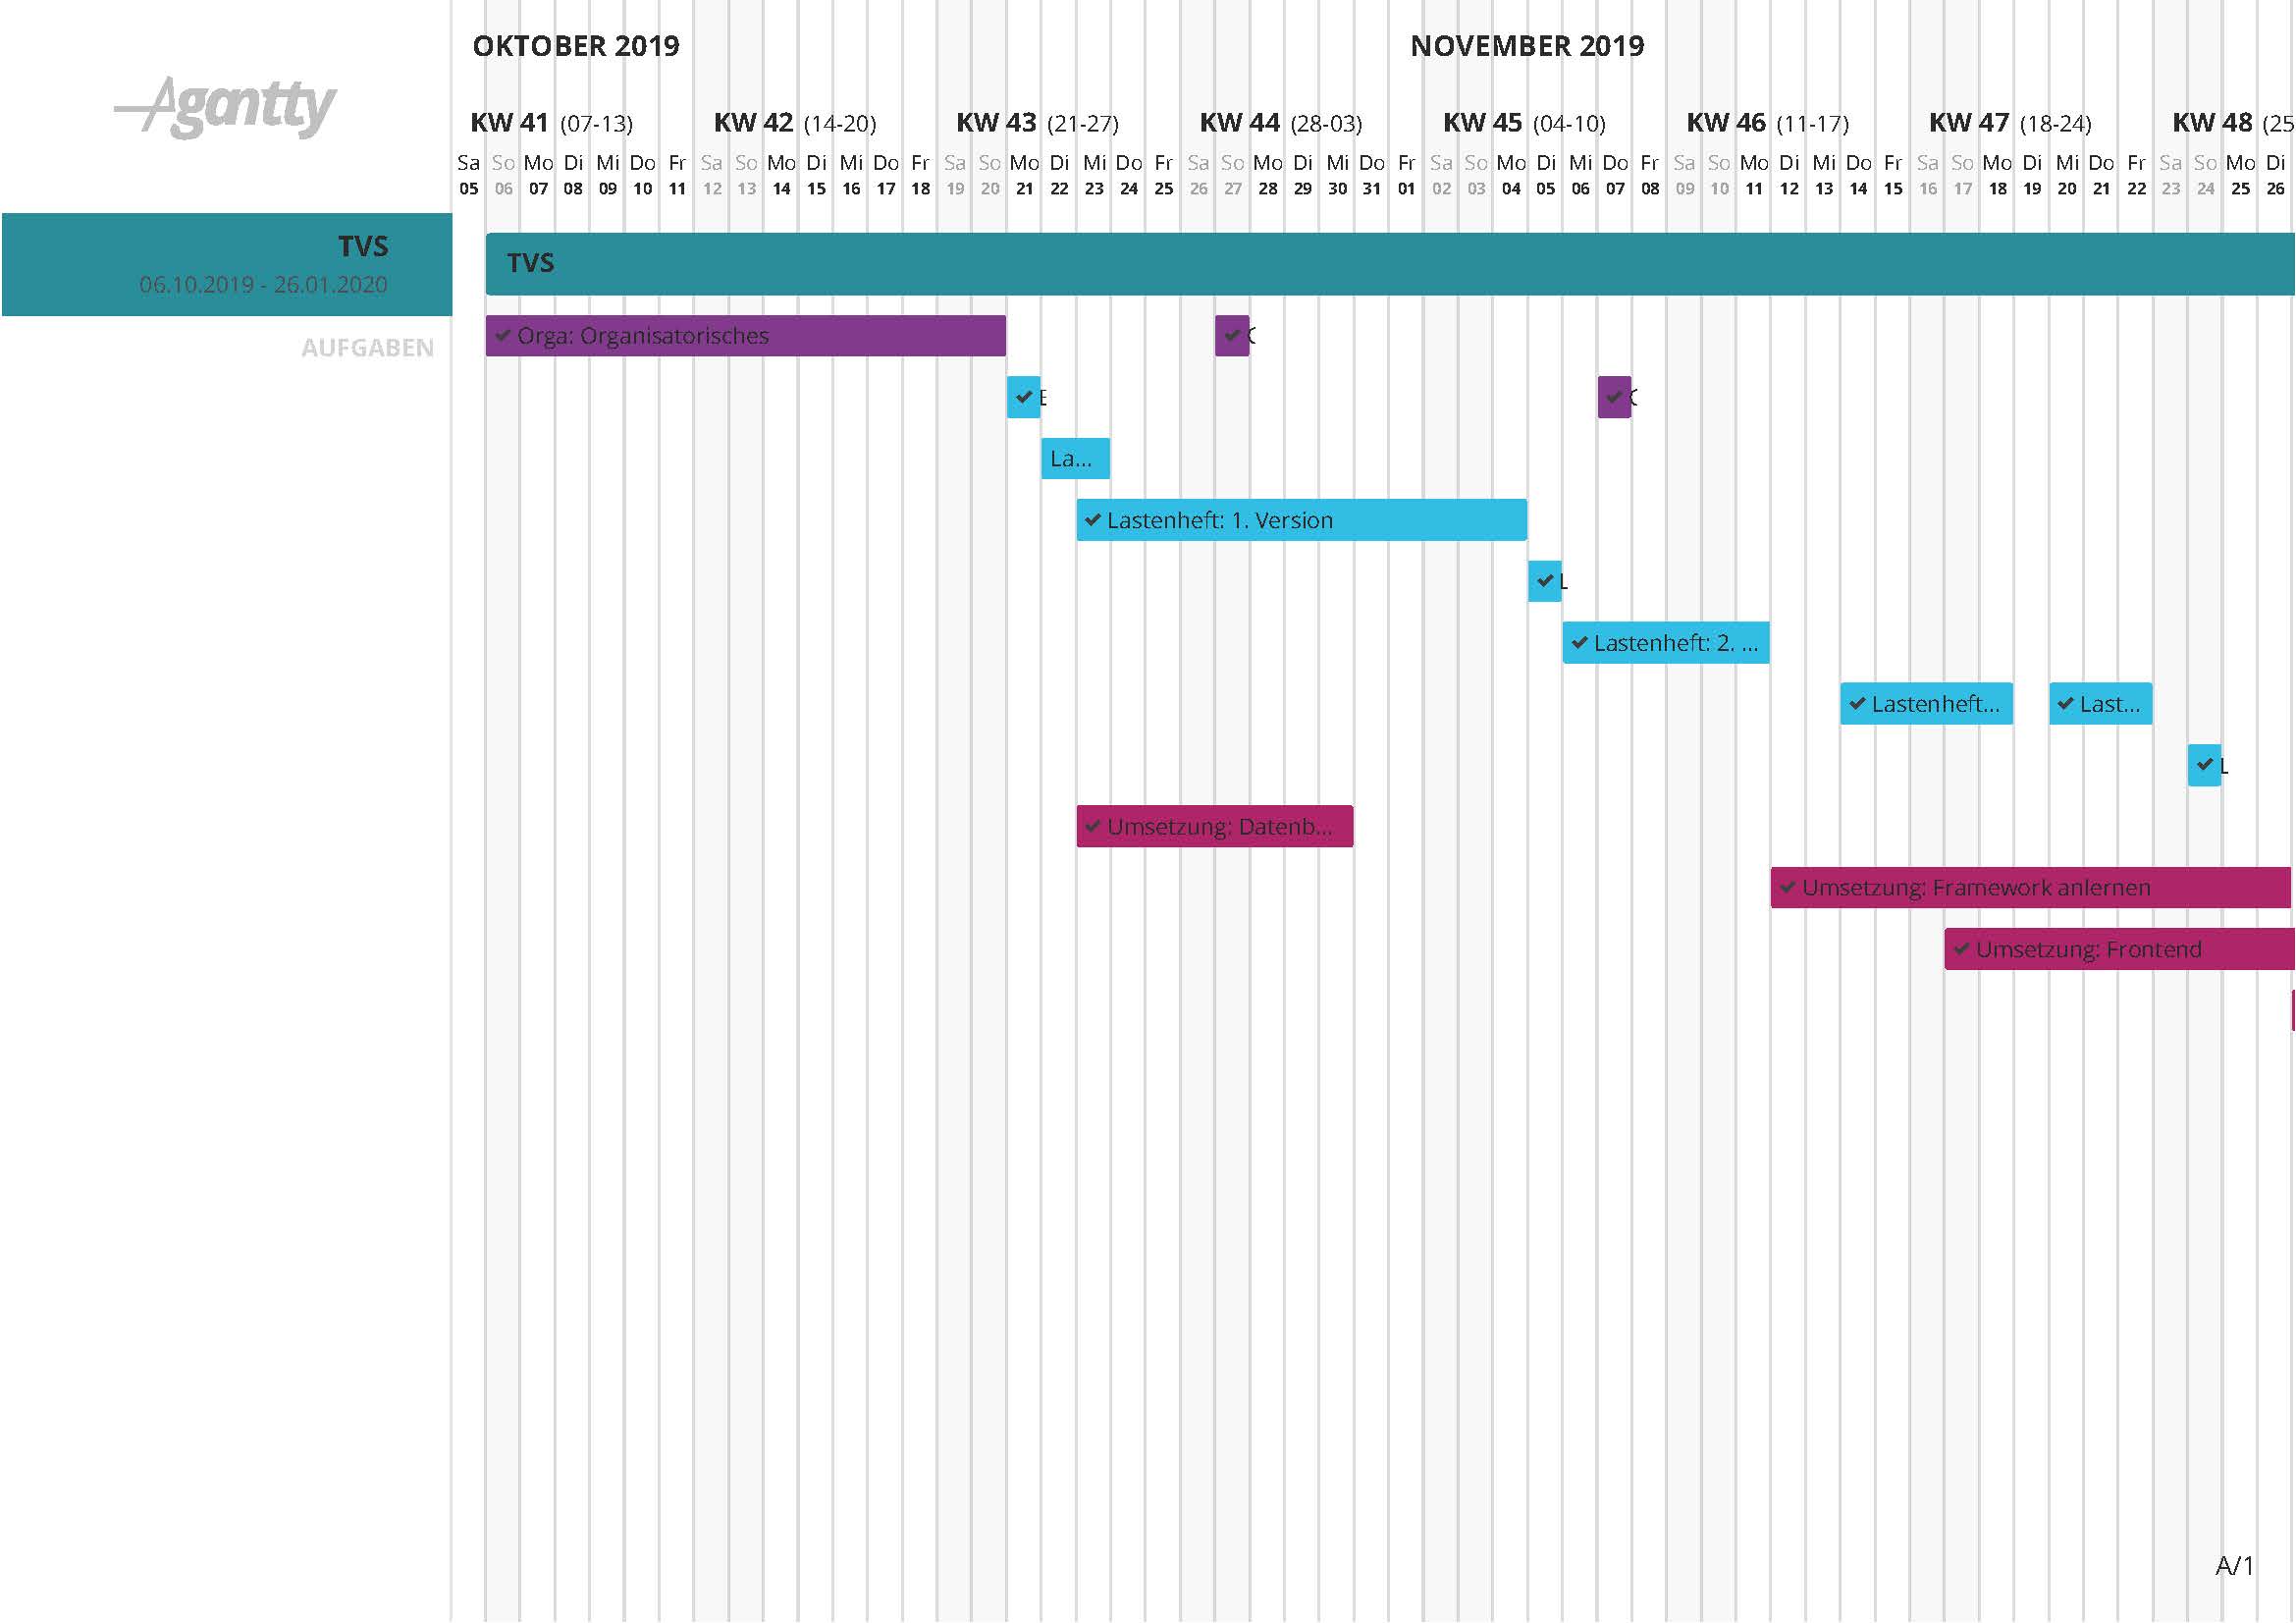 OKTOBER 2019 NOVEMBER 2019
Agantty
KW 41 (07-13) KW 42 (14-20) KW 43 (21-27) KW 44 (28-03) KW 45 (04-10) KW 46 (11-17) KW 47 (18-24) KW 48 (25
Sa So Mo Di Mi Do Fr Sa So Mo Di Mi Do Fr Sa So Mo Di Mi Do Fr Sa So Mo Di Mi Do Fr Sa So Mo Di Mi Do Fr Sa So Mo Di Mi Do Fr Sa So Mo Di Mi Do Fr Sa So Mo Di
05 06 07 08 09 10 11 12 13 14 15 16 17 18 19 20 21 22 23 24 25 26 27 28 29 30 31 01 02 03 04 05 06 07 08 09 10 11 12 13 14 15 16 17 18 19 20 21 22 23 24 25 26
TVS
06.10.2019 - 26.01.2020
TVS
AUFGABEN
✔ Orga: Organisatorisches ✔
✔ E ✔
La...
✔ Lastenheft: 1. Version
✔ L
✔ Lastenheft: 2. ...
✔ Lastenheft... ✔ Last...
✔ L
✔ Umsetzung: Datenb...
✔ Umsetzung: Framework anlernen
✔ Umsetzung: Frontend
A/1